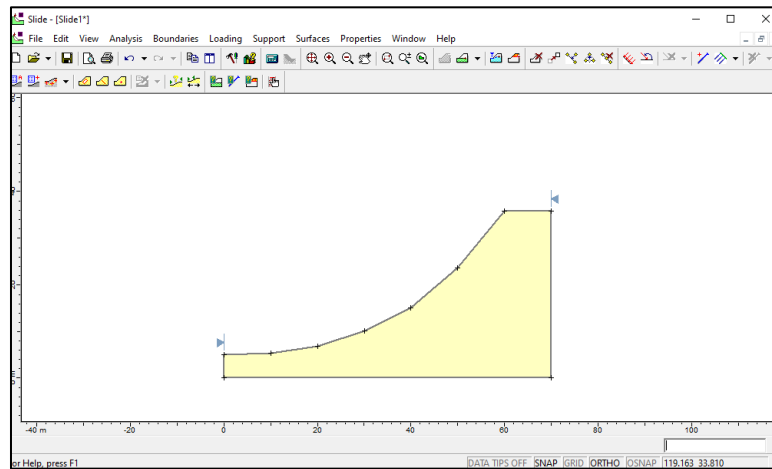 Slide - [Slide1*]
File Edit View Analysis Boundaries Loading Support Surfaces Properties Window Help
20
-40 m -20 0 20 40 60 80 100
or Help, press F1
DATA TIPS OFF SNAP GRID ORTHO OSNAP 119.163 33.810